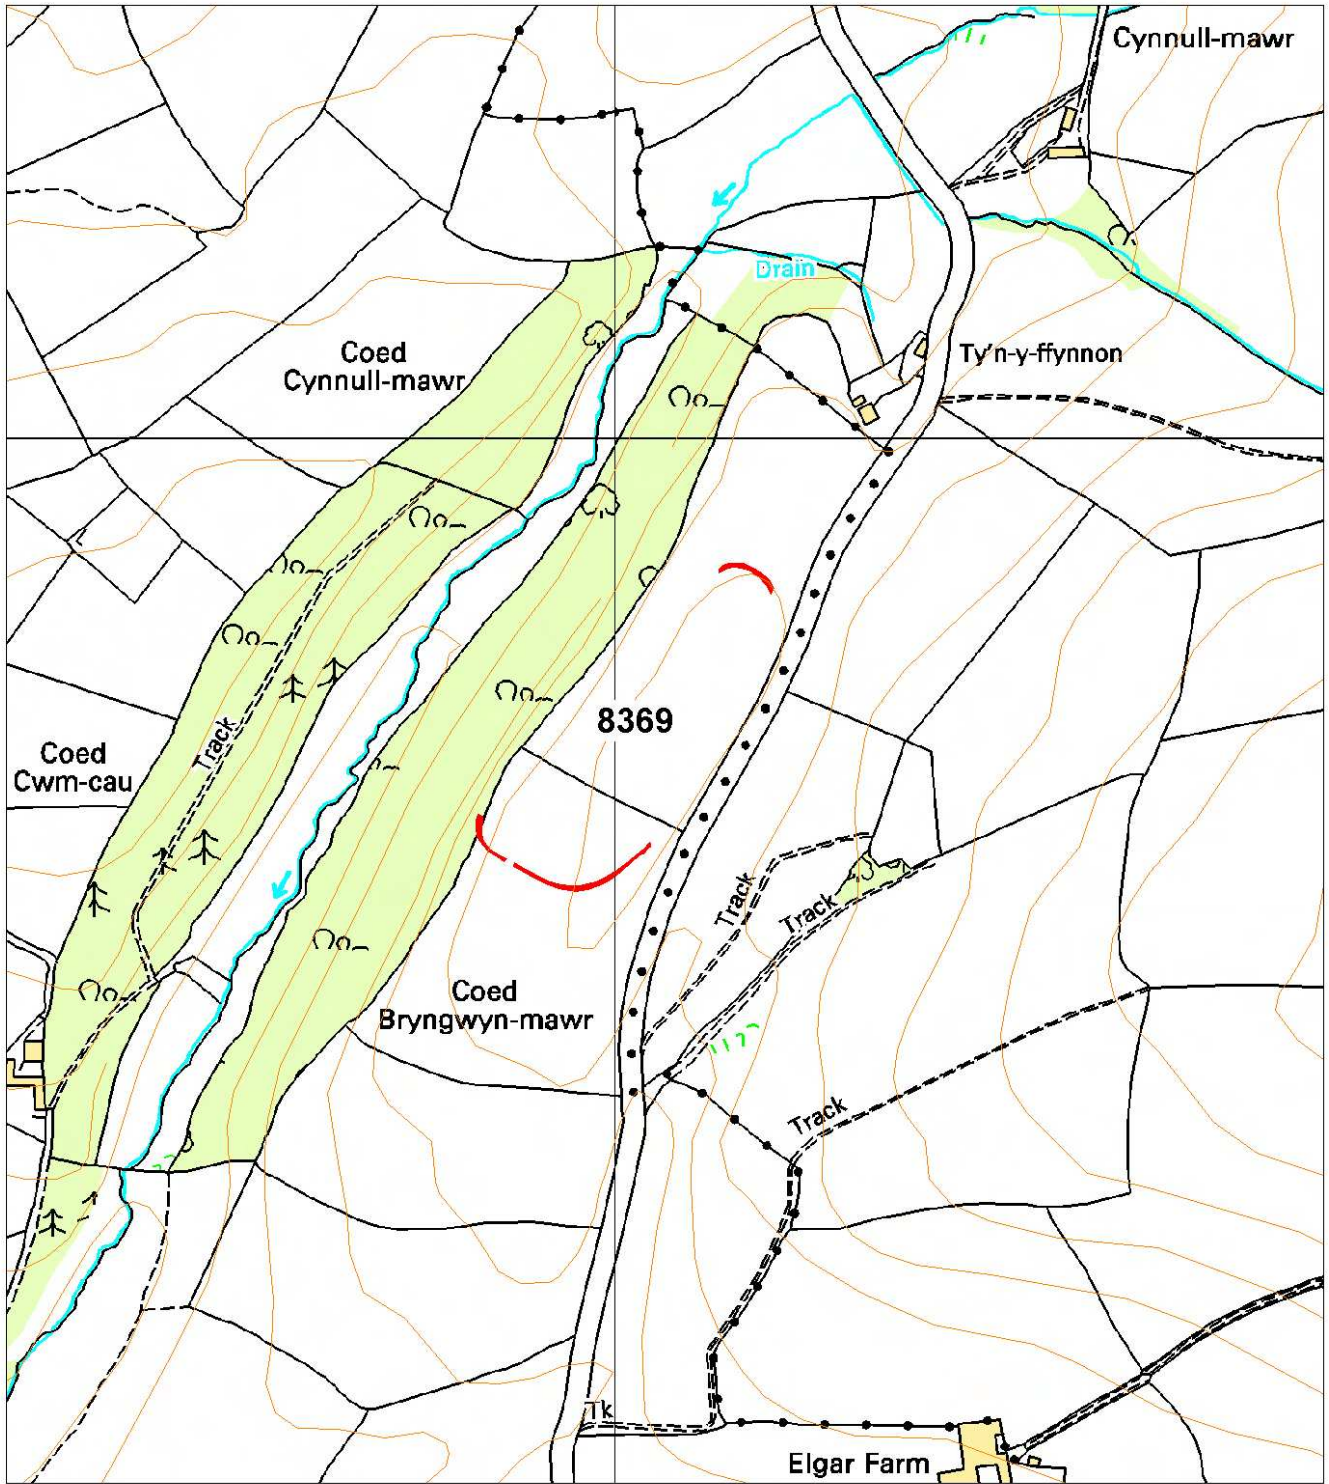 Cynnull-mawr
Drain
Coed
Cynnull-mawr
Ty'n-y-ffynnon
8369
Track
Coed
Cwm-cau
Track
Track
Coed
Bryngwyn-mawr
Track
Tk
Elgar Farm